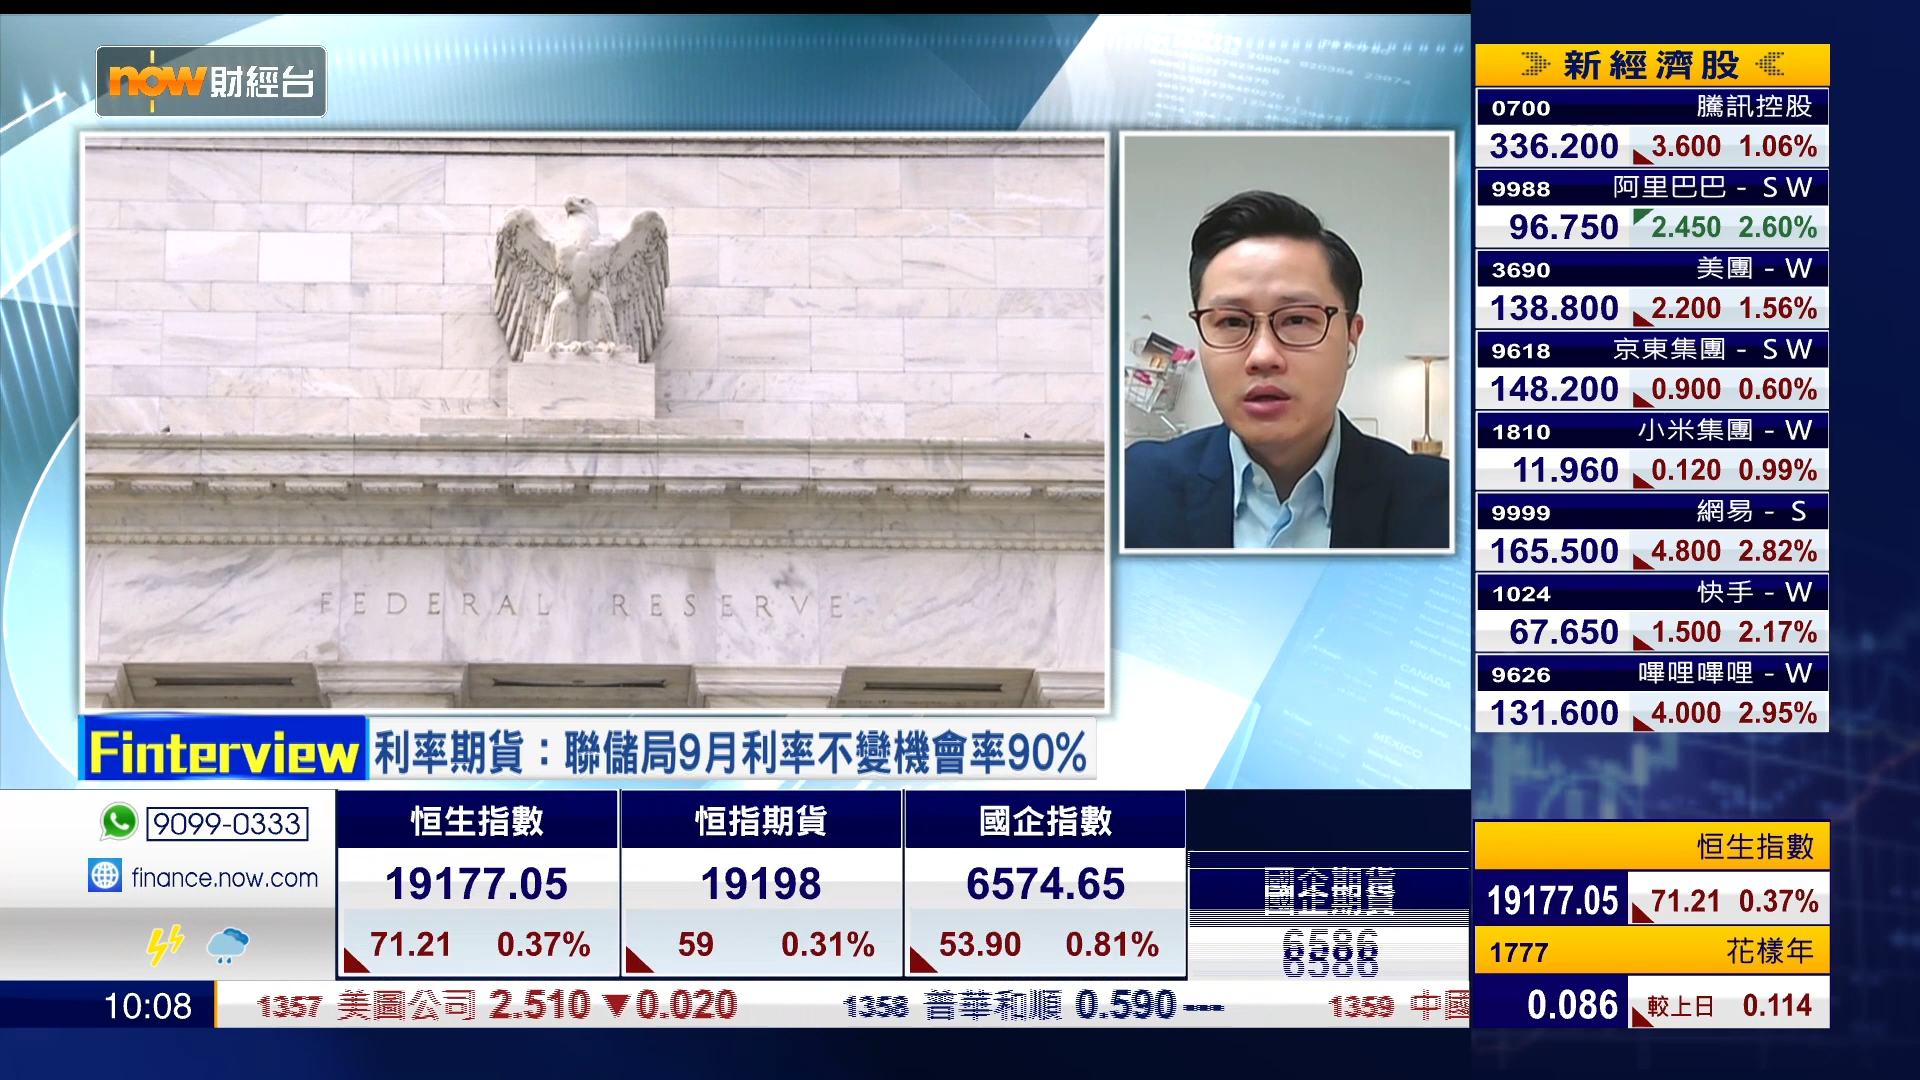 now財經台
FEDERAL RESERVE
Finterview
利率期貨：聯儲局9月利率不變機會率90%
9099-0333
finance.now.com
恒生指數
19177.05
71.21 0.37%
恒指期貨
19198
59 0.31%
國企指數
6574.65
53.90 0.81%
國企期貨
10:08
1357 美圖公司 2.510 ▼0.020 1358 普華和順 0.590 --- 1359 中國
新經濟股
0700 騰訊控股
336.200 3.600 1.06%
9988 阿里巴巴 - S W
96.750 2.450 2.60%
3690 美團 - W
138.800 2.200 1.56%
9618 京東集團 - S W
148.200 0.900 0.60%
1810 小米集團 - W
11.960 0.120 0.99%
9999 網易 - S
165.500 4.800 2.82%
1024 快手 - W
67.650 1.500 2.17%
9626 嗶哩嗶哩 - W
131.600 4.000 2.95%
恒生指數
19177.05 71.21 0.37%
1777 花樣年
0.086 較上日 0.114